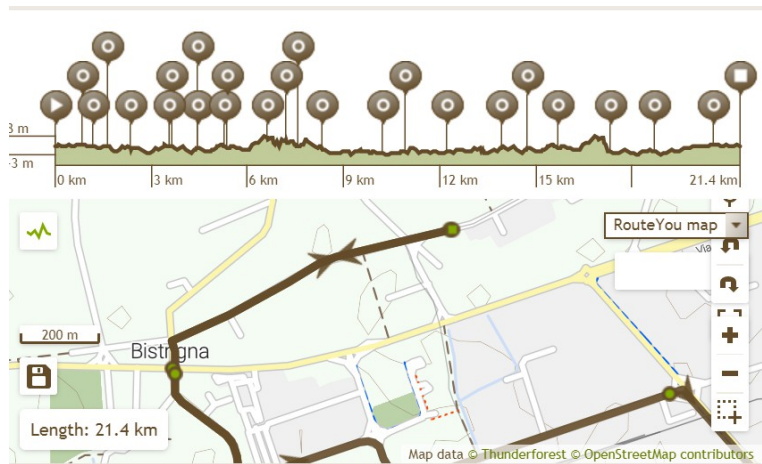 3 m
-3 m
0 km
3 km
6 km
9 km
12 km
15 km
21.4 km
RouteYou map
Via
200 m
Bistrigna
Length: 21.4 km
Map data © Thunderforest © OpenStreetMap contributors